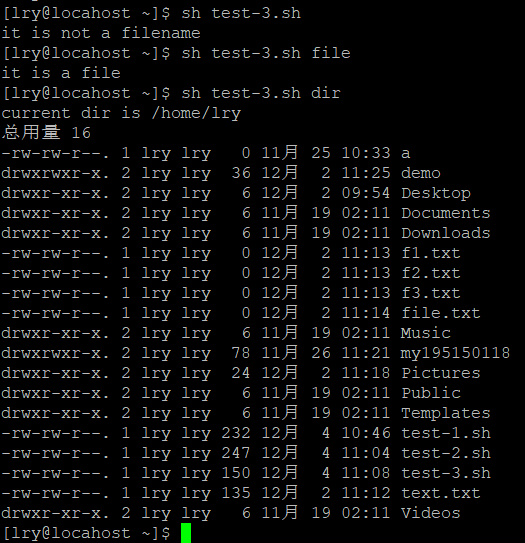 [lry@locahost ~]$ sh test-3.sh
it is not a filename
[lry@locahost ~]$ sh test-3.sh file
it is a file
[lry@locahost ~]$ sh test-3.sh dir
current dir is /home/lry
总用量 16
-rw-rw-r--. 1 lry lry   0 11月 25 10:33 a
drwxrwxr-x. 2 lry lry  36 12月  2 11:25 demo
drwxr-xr-x. 2 lry lry   6 12月  2 09:54 Desktop
drwxr-xr-x. 2 lry lry   6 11月 19 02:11 Documents
drwxr-xr-x. 2 lry lry   6 11月 19 02:11 Downloads
-rw-rw-r--. 1 lry lry   0 12月  2 11:13 f1.txt
-rw-rw-r--. 1 lry lry   0 12月  2 11:13 f2.txt
-rw-rw-r--. 1 lry lry   0 12月  2 11:13 f3.txt
-rw-rw-r--. 1 lry lry   0 12月  2 11:14 file.txt
drwxr-xr-x. 2 lry lry   6 11月 19 02:11 Music
drwxrwxr-x. 2 lry lry  78 11月 26 11:21 my195150118
drwxr-xr-x. 2 lry lry  24 12月  2 11:18 Pictures
drwxr-xr-x. 2 lry lry   6 11月 19 02:11 Public
drwxr-xr-x. 2 lry lry   6 11月 19 02:11 Templates
-rw-rw-r--. 1 lry lry 232 12月  4 10:46 test-1.sh
-rw-rw-r--. 1 lry lry 247 12月  4 11:04 test-2.sh
-rw-rw-r--. 1 lry lry 150 12月  4 11:08 test-3.sh
-rw-rw-r--. 1 lry lry 135 12月  2 11:12 text.txt
drwxr-xr-x. 2 lry lry   6 11月 19 02:11 Videos
[lry@locahost ~]$